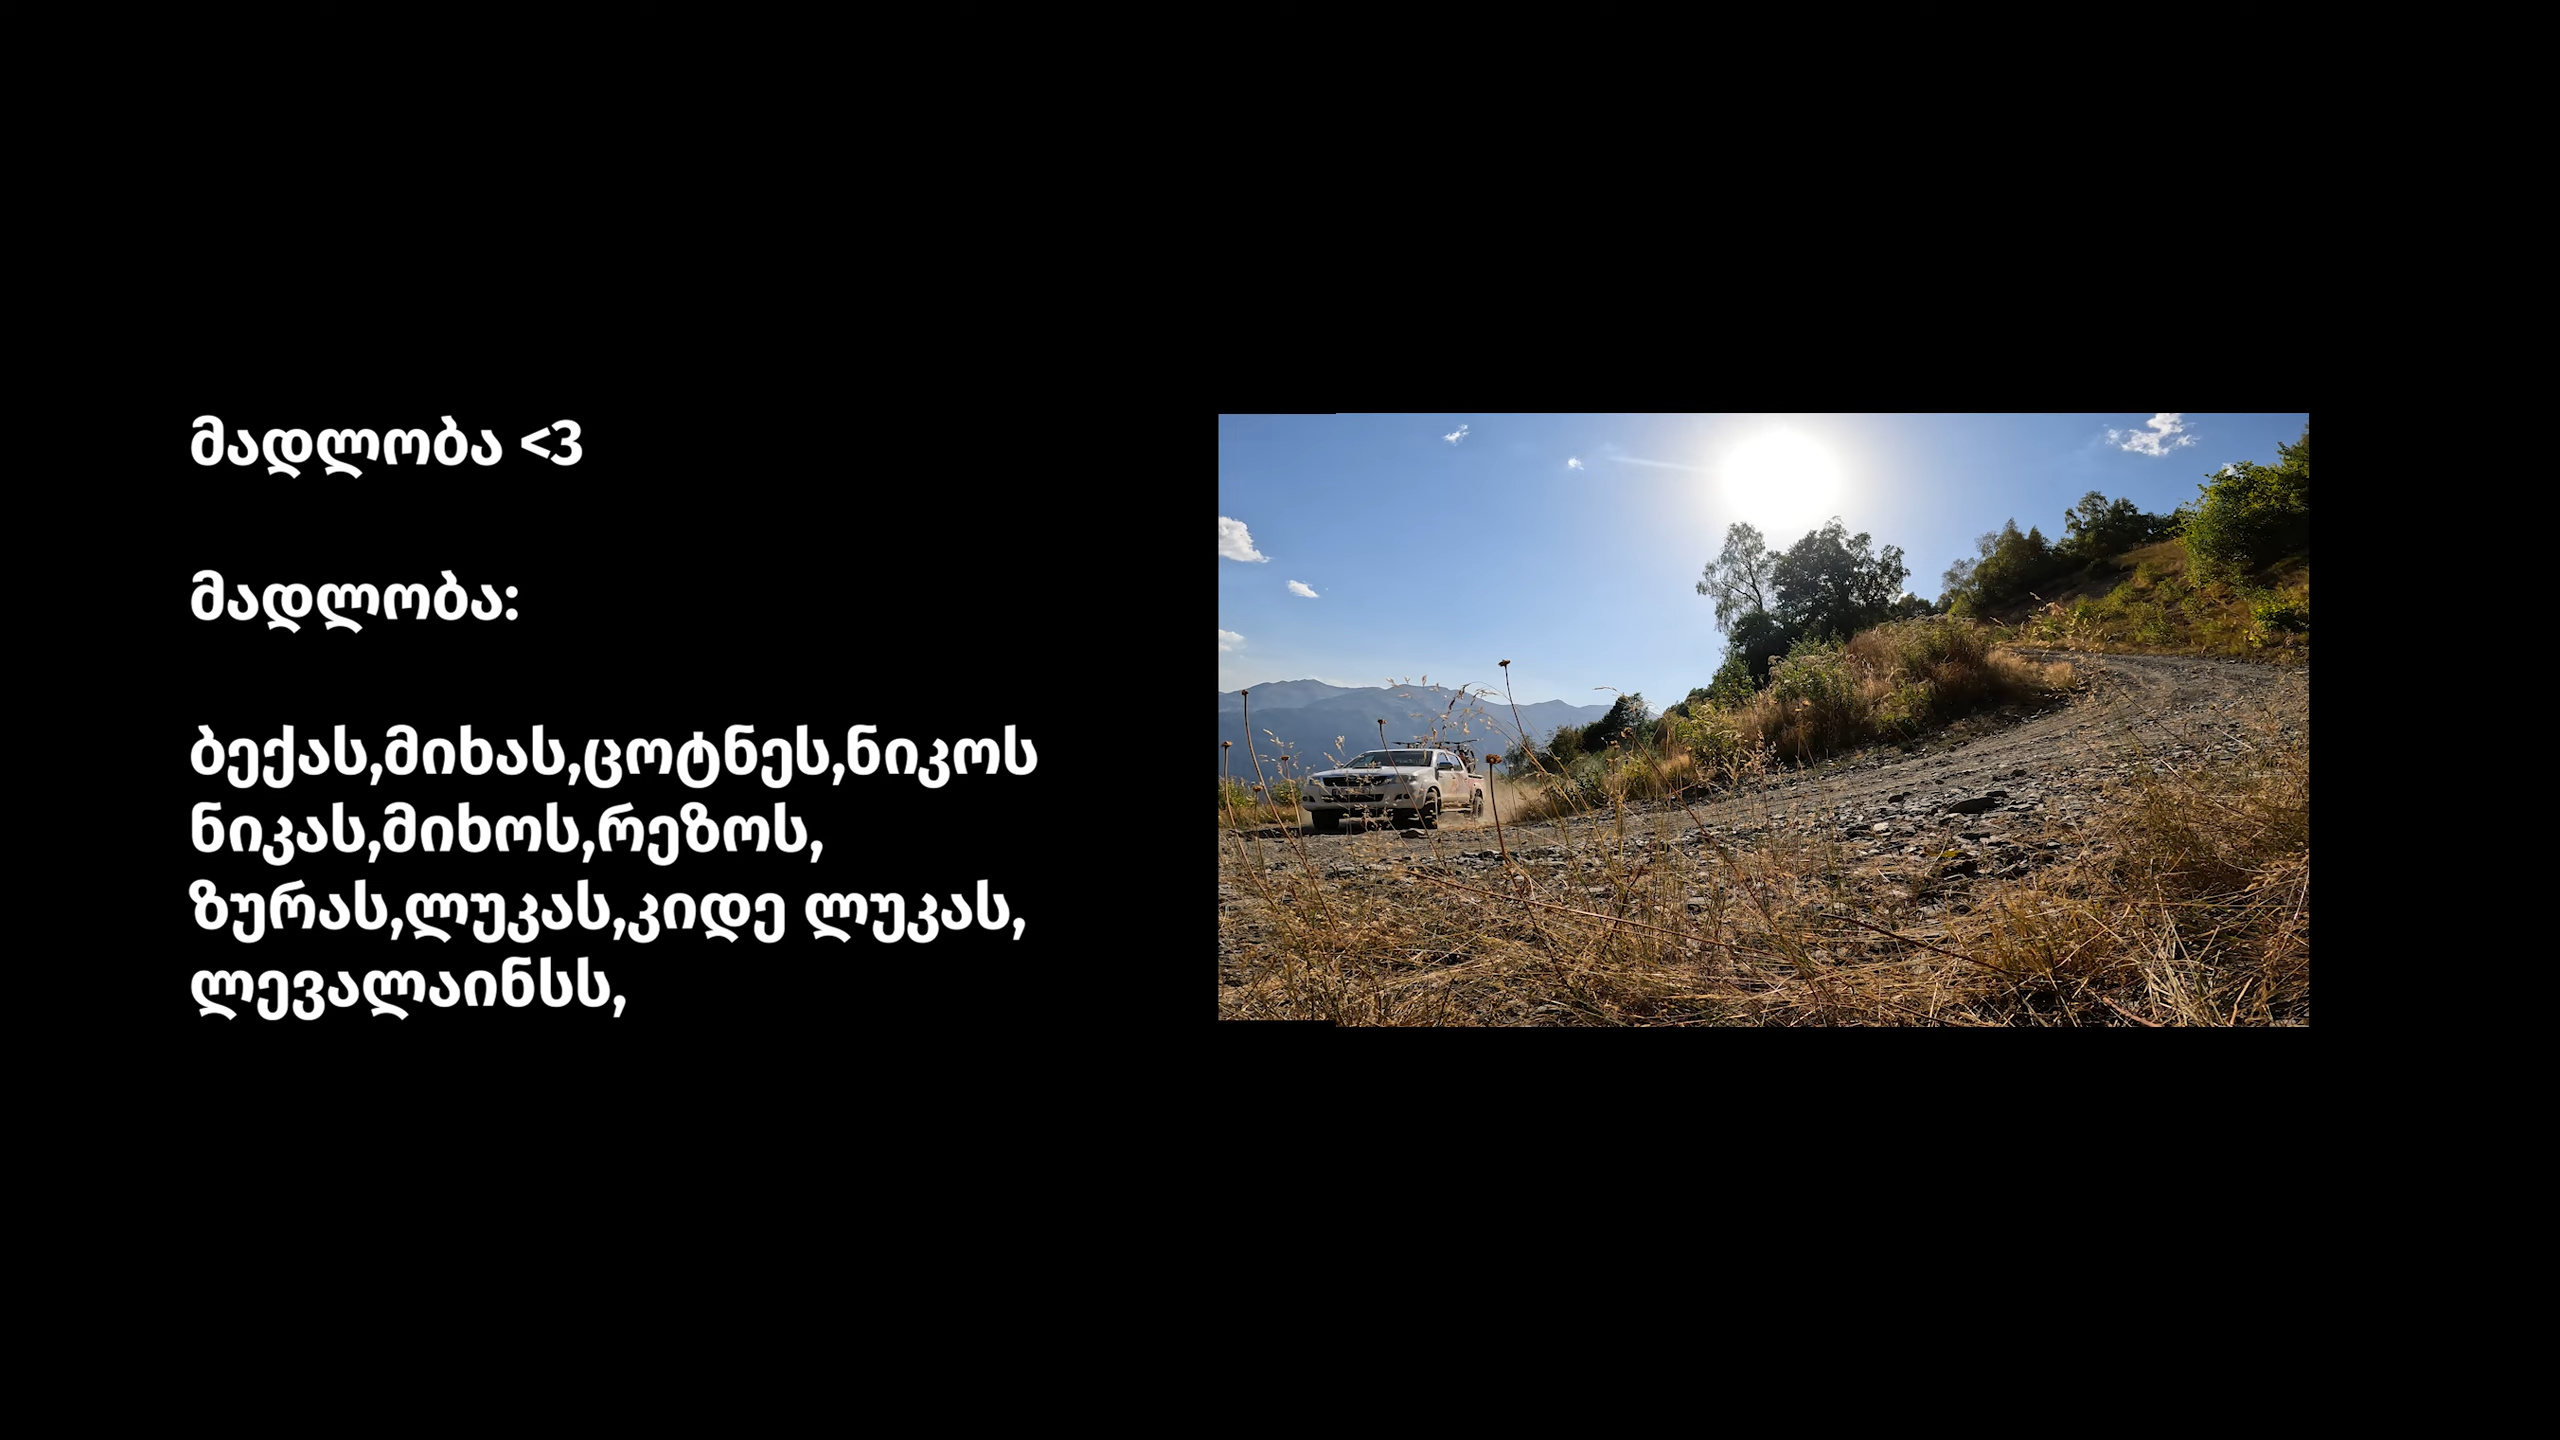 მადლობა <3
მადლობა:
ბექას,მიხას,ცოტნეს,ნიკოს
ნიკას,მიხოს,რეზოს,
ზურას,ლუკას,კიდე ლუკას,
ლევალაინსს,